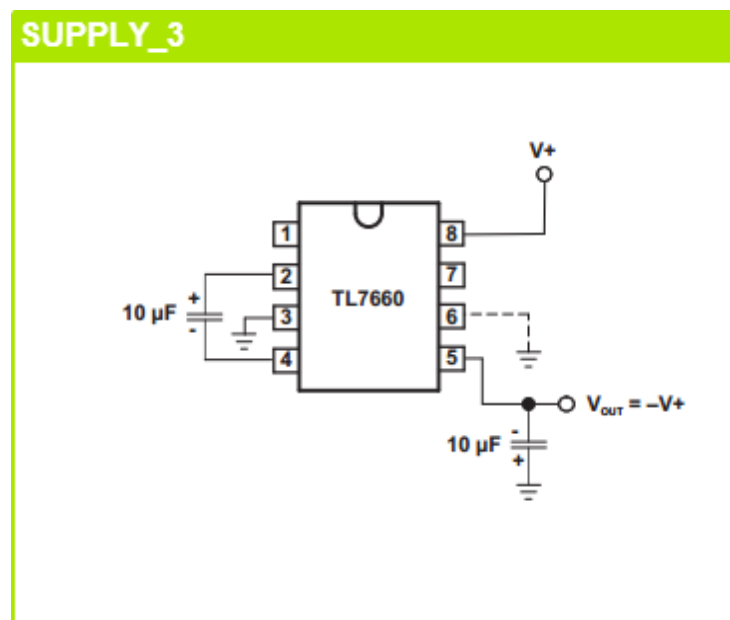 SUPPLY_3
V+
1
8
2
7
TL7660
+
10 µF
-
3
6
4
5
VOUT = –V+
-
10 µF
+